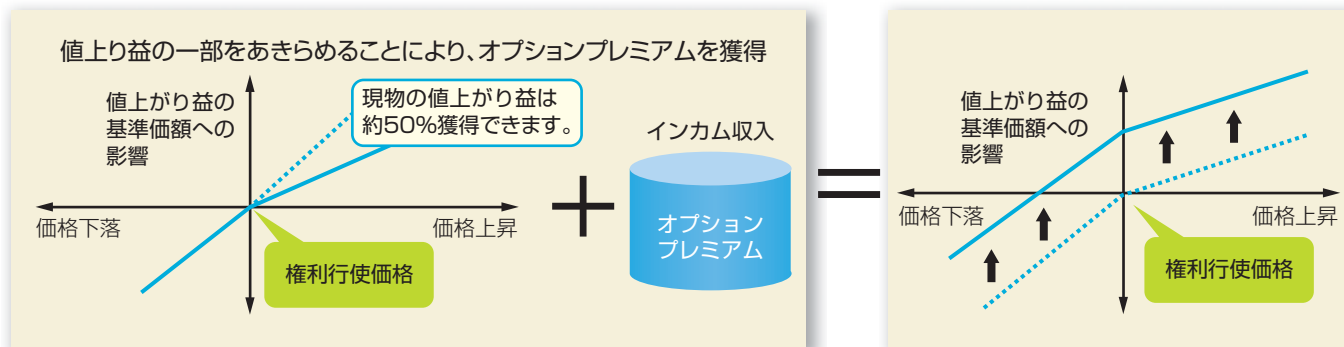 値上り益の一部をあきらめることにより、オプションプレミアムを獲得
値上がり益の
基準価額への
影響
現物の値上がり益は
約50%獲得できます。
価格下落
価格上昇
権利行使価格
インカム収入
オプション
プレミアム
値上がり益の
基準価額への
影響
価格下落
価格上昇
権利行使価格